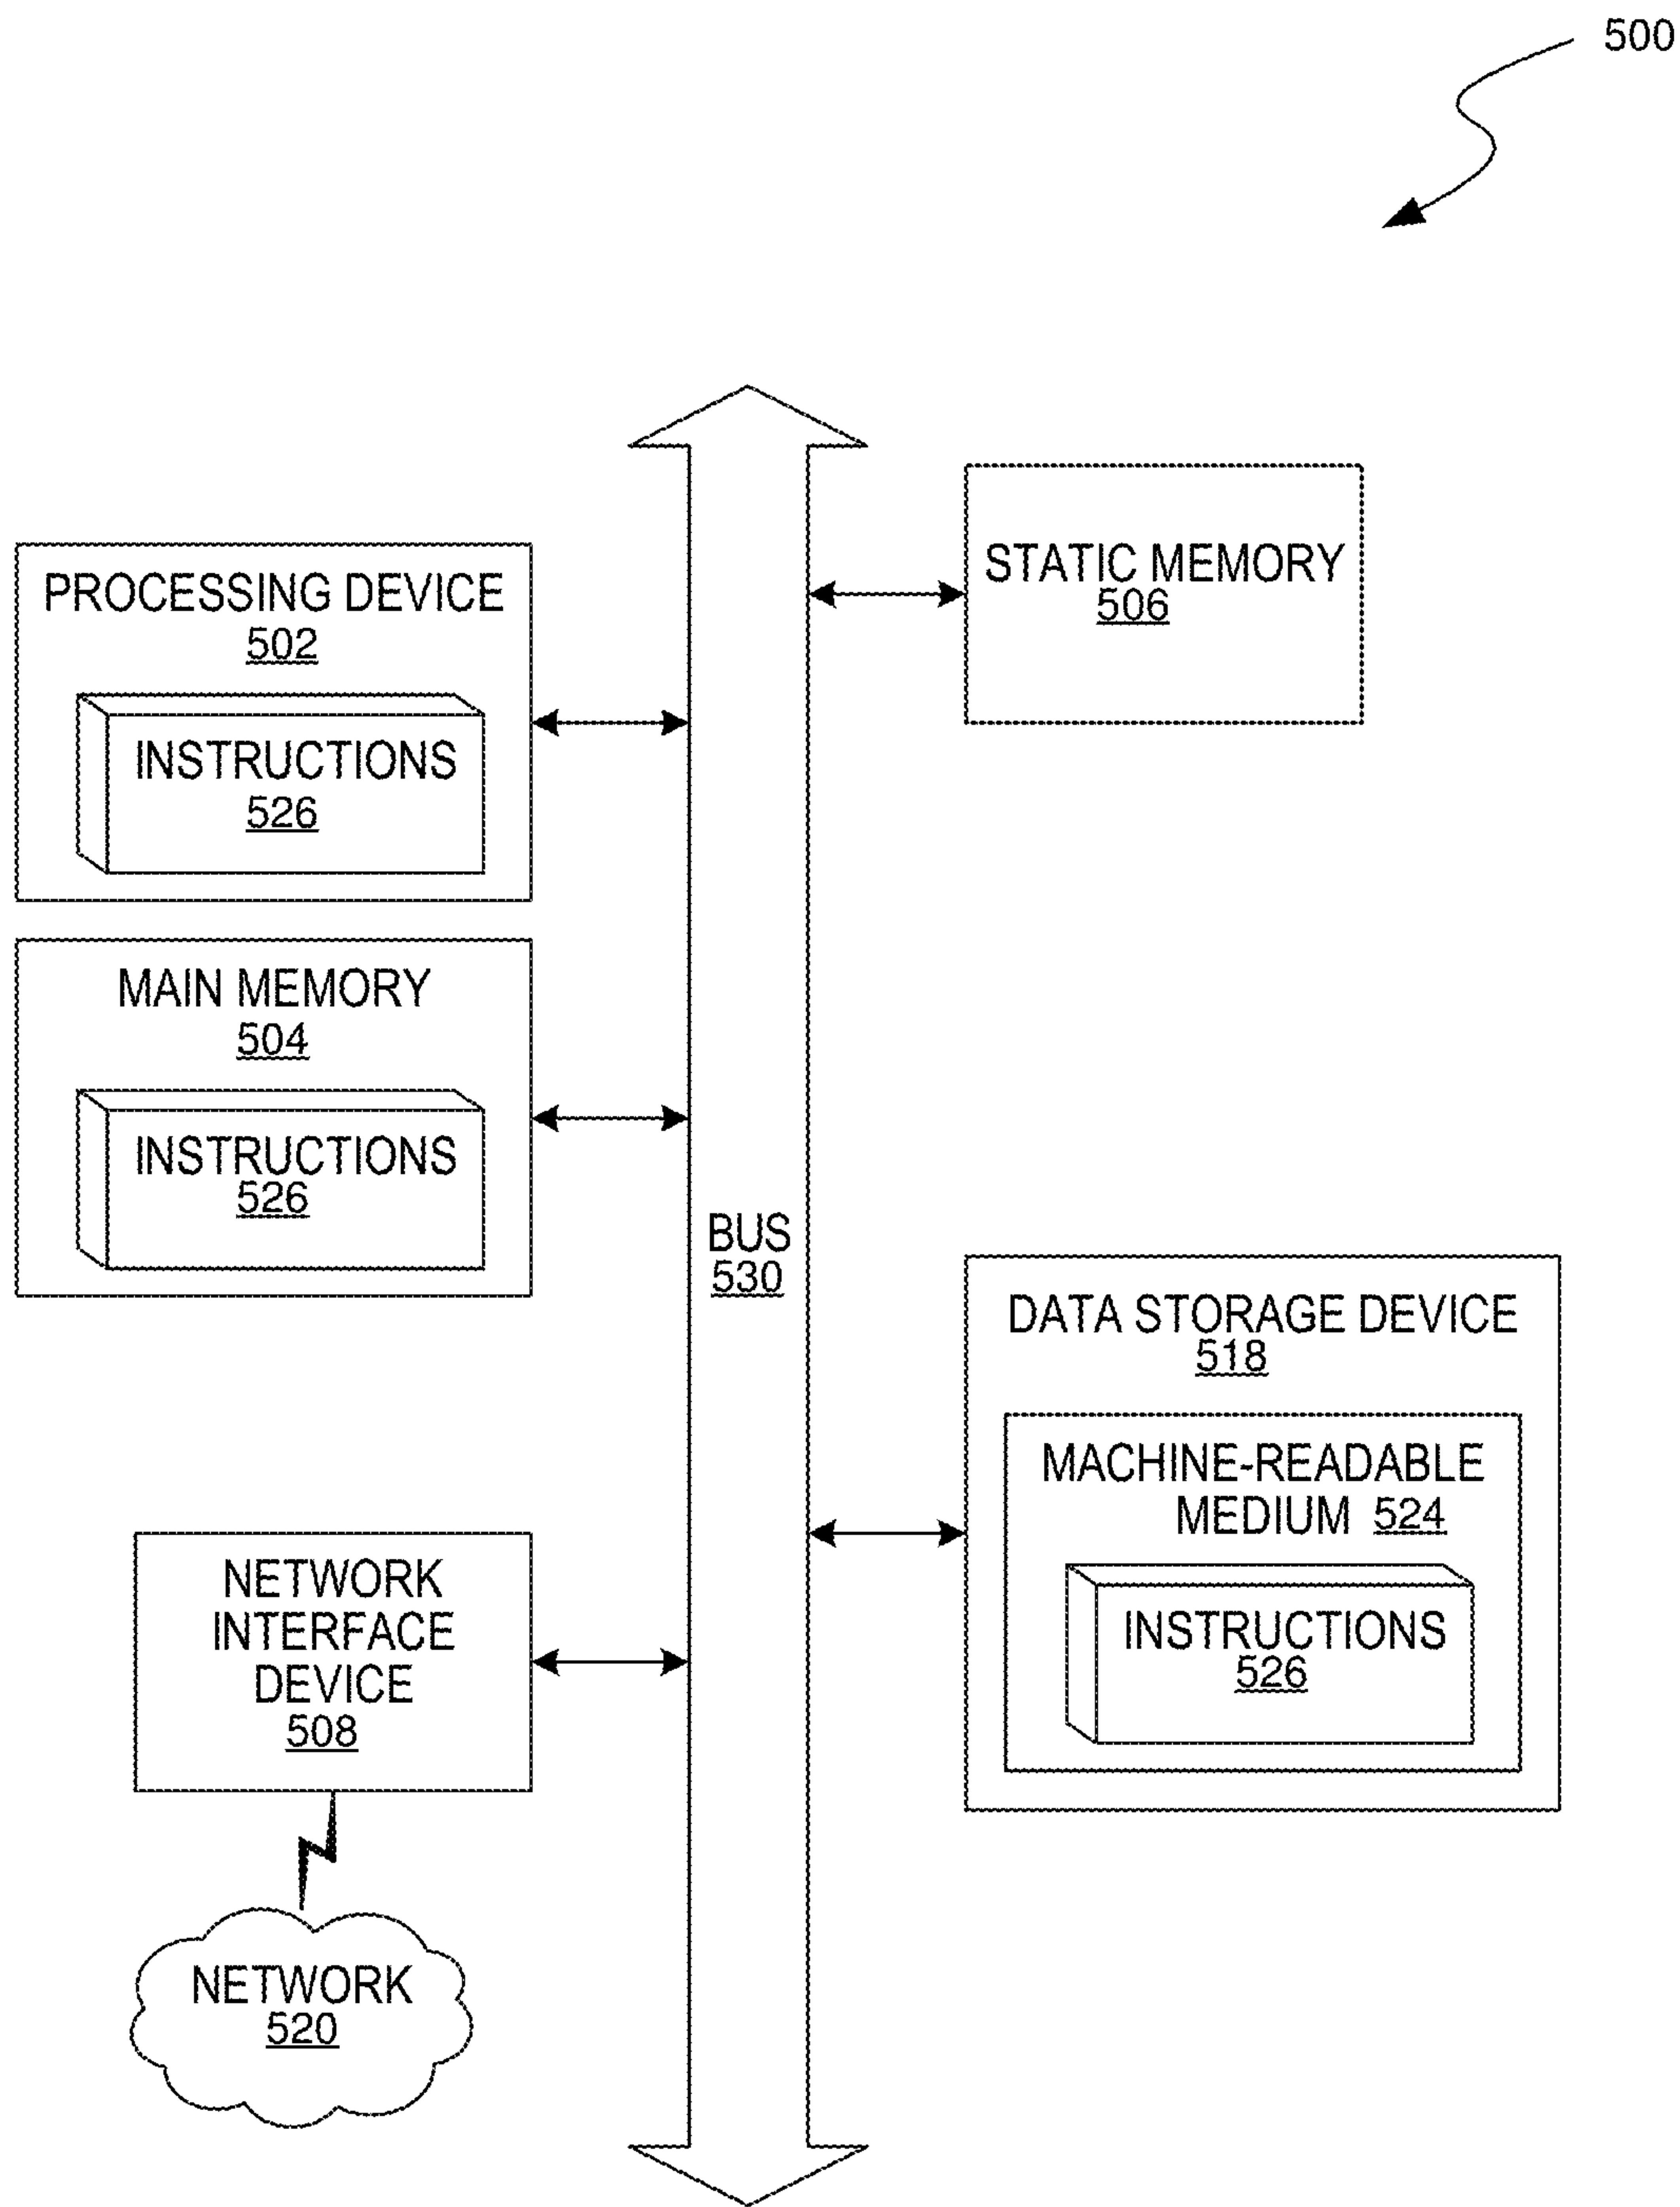 500
PROCESSING DEVICE
502
INSTRUCTIONS
526
STATIC MEMORY
506
MAIN MEMORY
504
INSTRUCTIONS
526
BUS
530
DATA STORAGE DEVICE
518
MACHINE-READABLE
MEDIUM 524
INSTRUCTIONS
526
NETWORK
INTERFACE
DEVICE
508
NETWORK
520